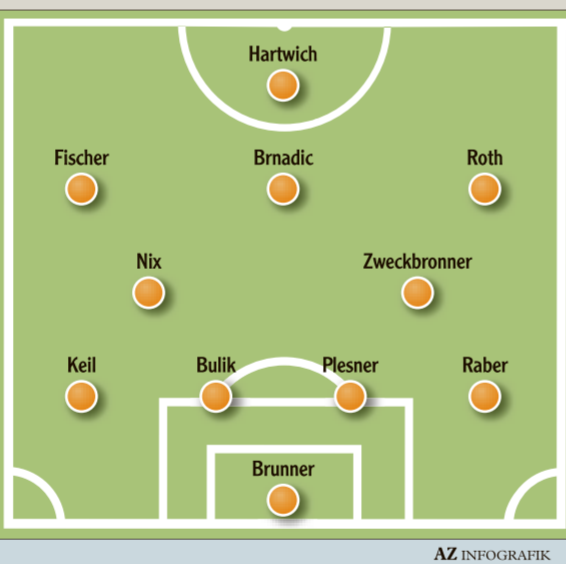 Hartwich
Fischer Brnadic Roth
Nix Zweckbronner
Keil Bulik Plesner Raber
Brunner
AZ INFOGRAFIK